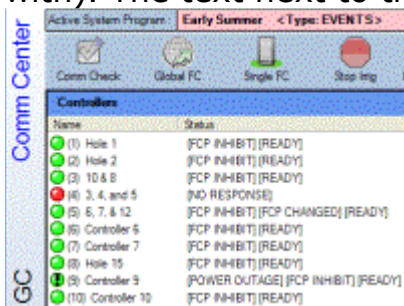 with). The text next to t
Active System Program Early Summer <Type: EVENTS>
Comm Check Global FC Single FC Stop Irrig
Comm Center
Controllers
Name Status
(1) Hole 1 [FCP INHIBIT] [READY]
(2) Hole 2 [FCP INHIBIT] [READY]
(3) 10 & 8 [FCP INHIBIT] [READY]
(4) 3, 4, and 5 [NO RESPONSE]
(5) 6, 7, & 12 [FCP INHIBIT] [FCP CHANGED] [READY]
(6) Controller 6 [FCP INHIBIT] [READY]
(7) Controller 7 [FCP INHIBIT] [READY]
(8) Hole 15 [FCP INHIBIT] [READY]
(9) Controller 9 [POWER OUTAGE] [FCP INHIBIT] [READY]
(10) Controller 10 [FCP INHIBIT] [READY]
GC